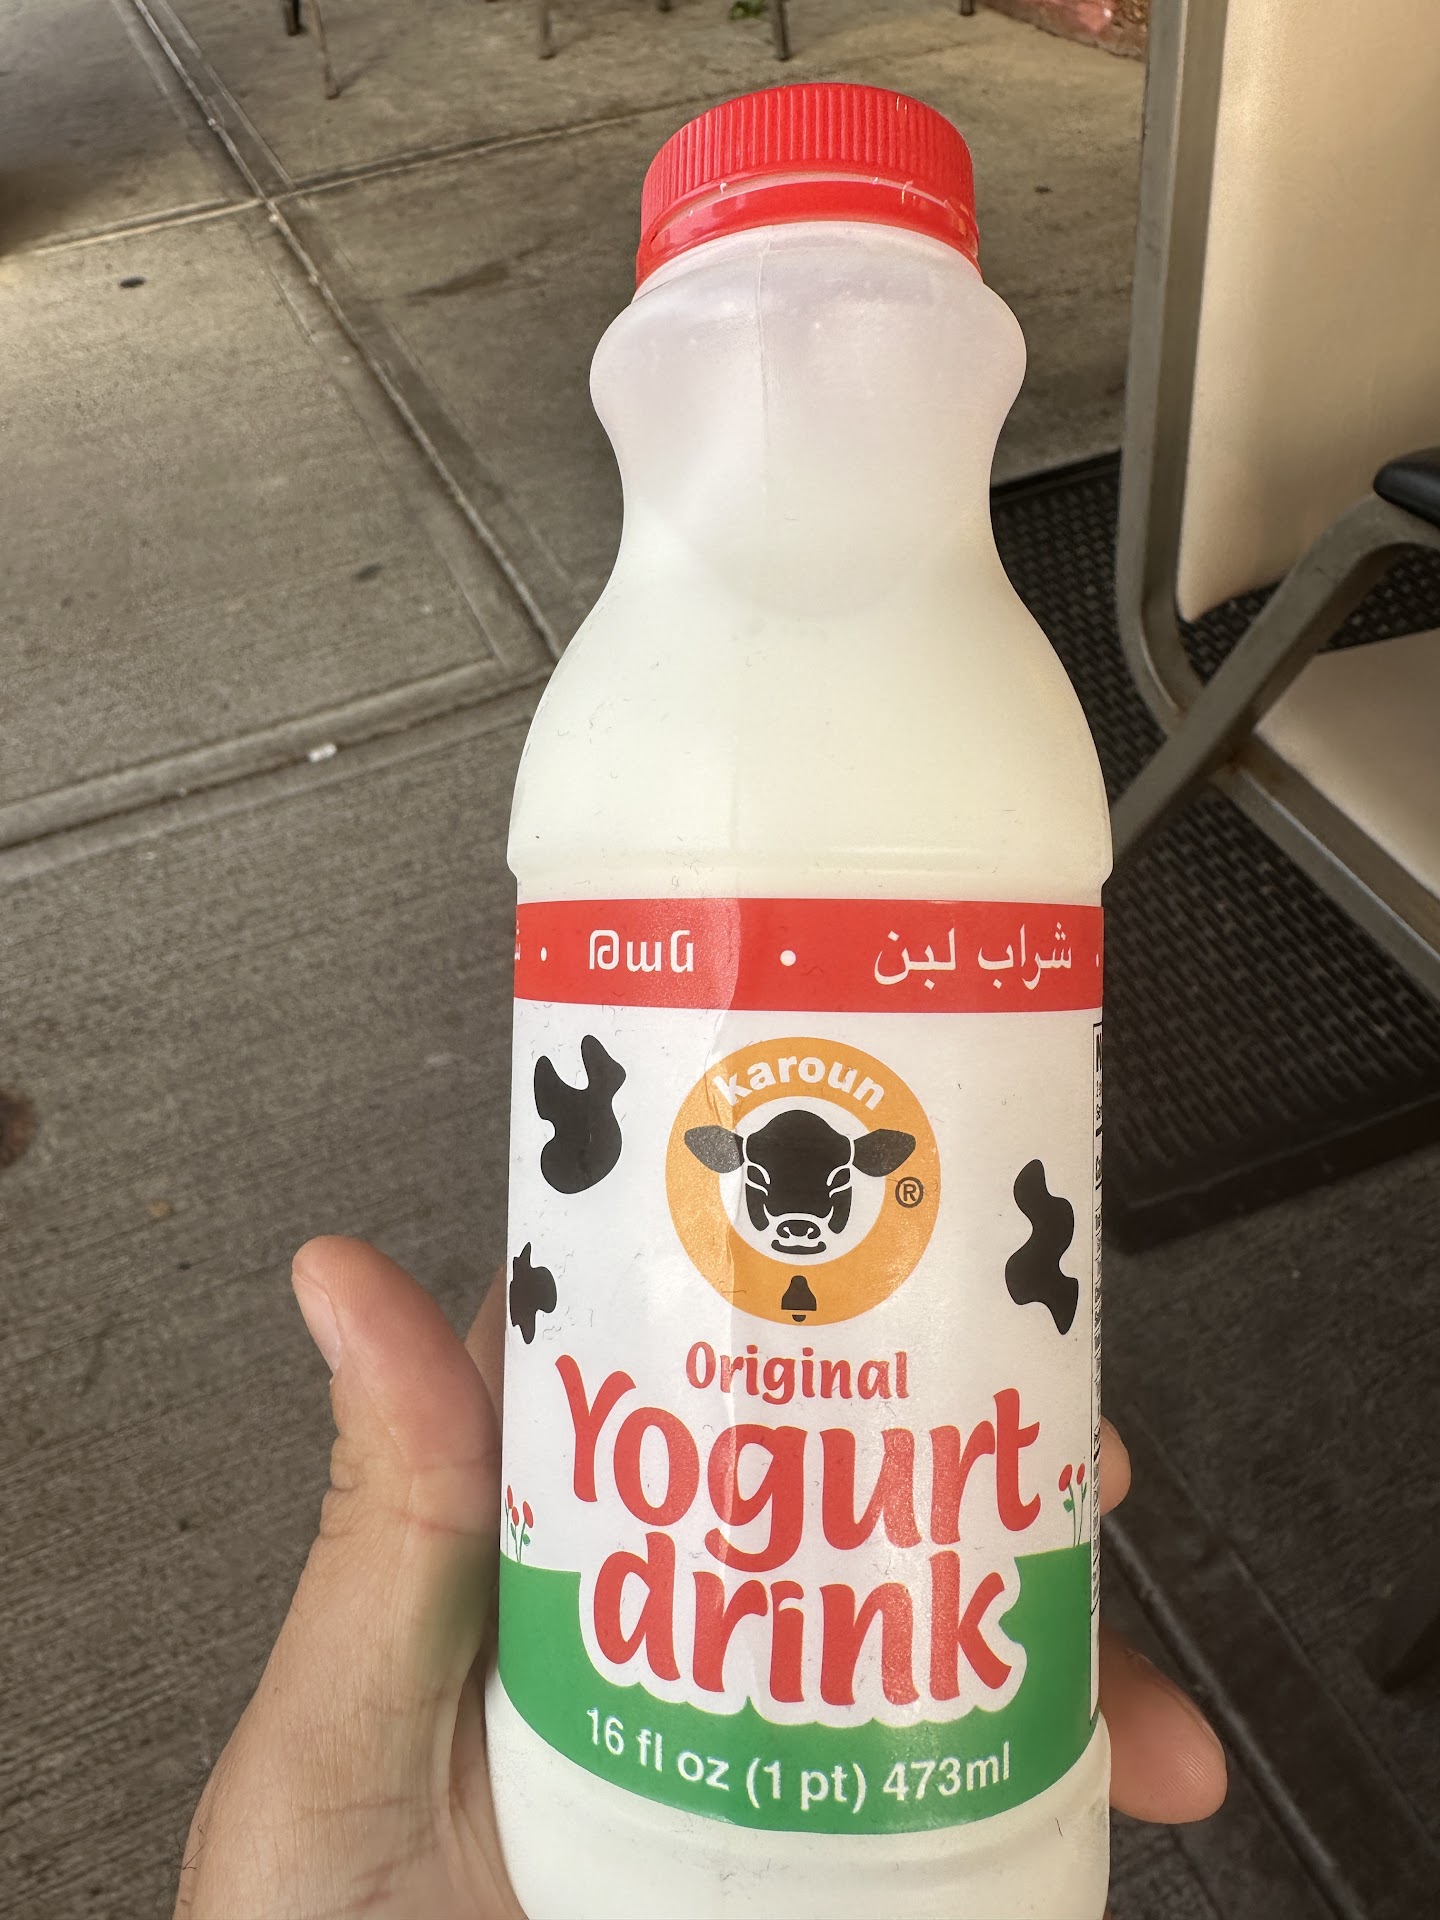 Թան • شراب لبن •
karoun
®
Original
Yogurt
drink
16 fl oz (1 pt) 473ml